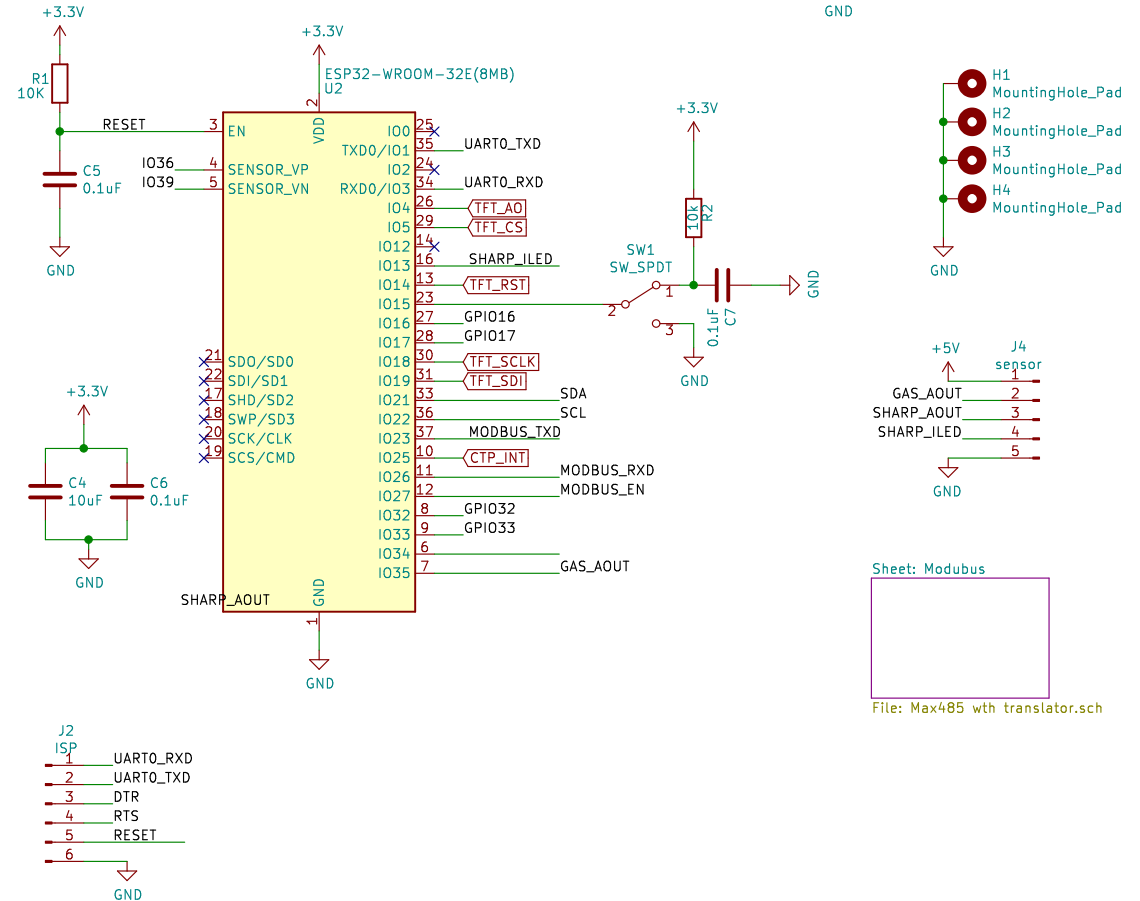 +3.3V
GND
+3.3V
ESP32-WROOM-32E(8MB)
U2
R1
10K
H1
MountingHole_Pad
H2
MountingHole_Pad
H3
MountingHole_Pad
H4
MountingHole_Pad
GND
RESET
3 EN
2 VDD
IO36 4 SENSOR_VP
IO39 5 SENSOR_VN
C5
0.1uF
GND
IO0 25
TXD0/IO1 35 UART0_TXD
IO2 24
RXD0/IO3 34 UART0_RXD
IO4 26 TFT_AO
IO5 29 TFT_CS
IO12 14
IO13 16 SHARP_ILED
IO14 13 TFT_RST
IO15 23
IO16 27 GPIO16
IO17 28 GPIO17
IO18 30 TFT_SCLK
IO19 31 TFT_SDI
IO21 33 SDA
IO22 36 SCL
IO23 37 MODBUS_TXD
IO25 10 CTP_INT
IO26 11 MODBUS_RXD
IO27 12 MODBUS_EN
IO32 8 GPIO32
IO33 9 GPIO33
IO34 6
IO35 7 GAS_AOUT
21 SDO/SD0
22 SDI/SD1
17 SHD/SD2
18 SWP/SD3
20 SCK/CLK
19 SCS/CMD
SHARP_AOUT
GND
1
GND
+3.3V
10k
R2
SW1
SW_SPDT
1
2
3
0.1uF
C7
GND
GND
+3.3V
C4
10uF
C6
0.1uF
GND
+5V
J4
sensor
1
GAS_AOUT 2
SHARP_AOUT 3
SHARP_ILED 4
5
GND
Sheet: Modubus
File: Max485 wth translator.sch
J2
ISP
1 UART0_RXD
2 UART0_TXD
3 DTR
4 RTS
5 RESET
6
GND